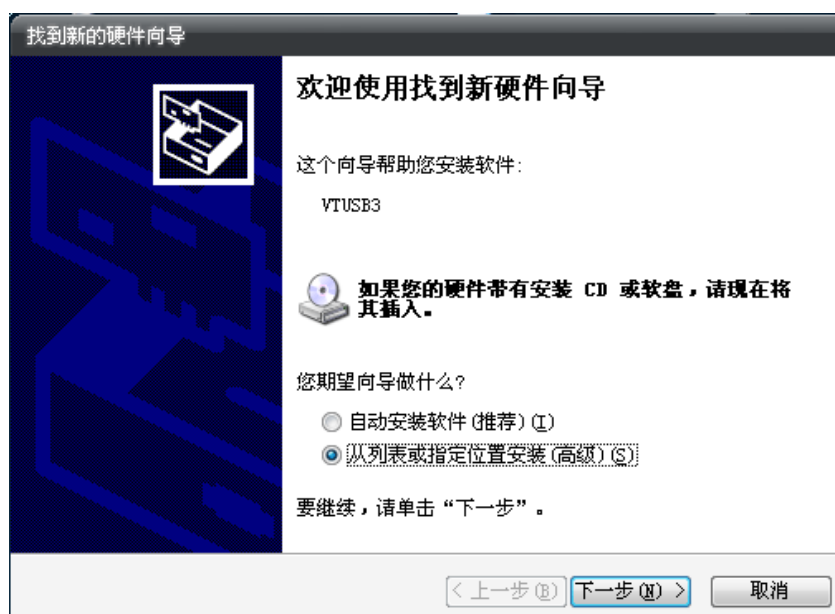 找到新的硬件向导
欢迎使用找到新硬件向导
这个向导帮助您安装软件:
VTUSB3
如果您的硬件带有安装 CD 或软盘，请现在将
其插入。
您期望向导做什么?
自动安装软件(推荐)(I)
从列表或指定位置安装(高级)(S)
要继续，请单击“下一步”。
< 上一步(B) 下一步(N) > 取消